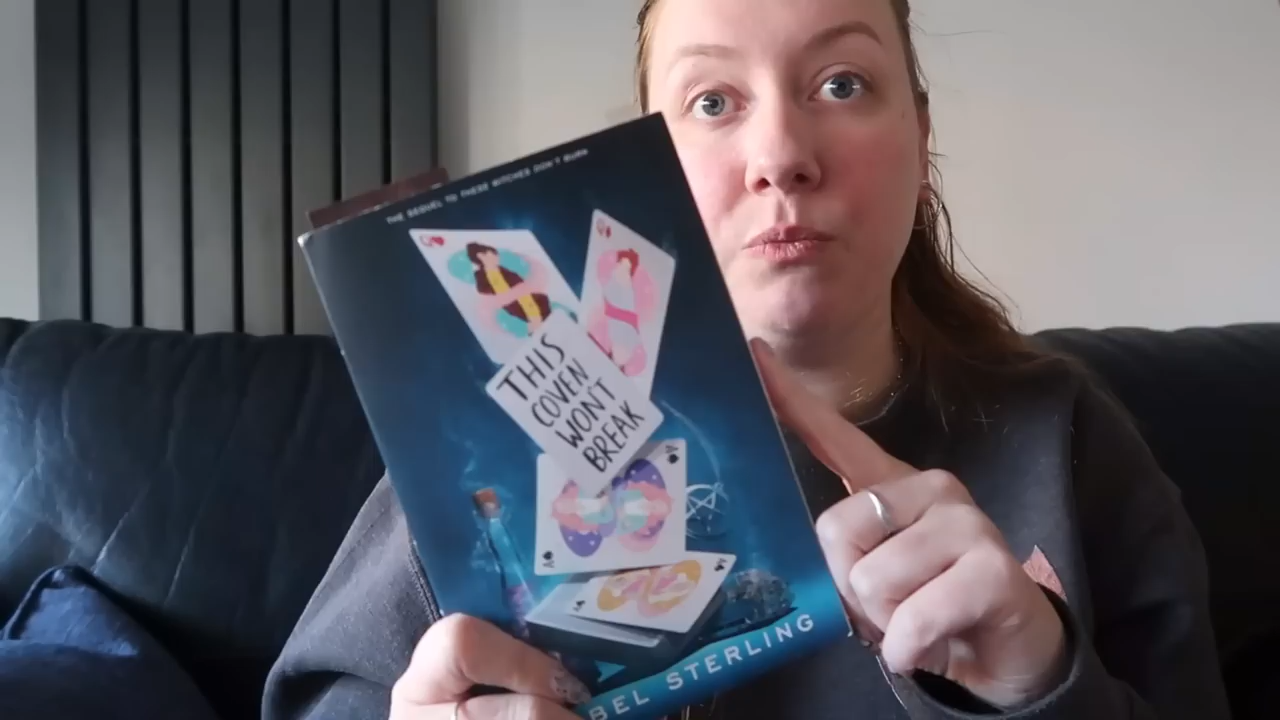 THE SEQUEL TO THESE WITCHES DON'T BURN
THIS
COVEN
WON'T
BREAK
BEL STERLING